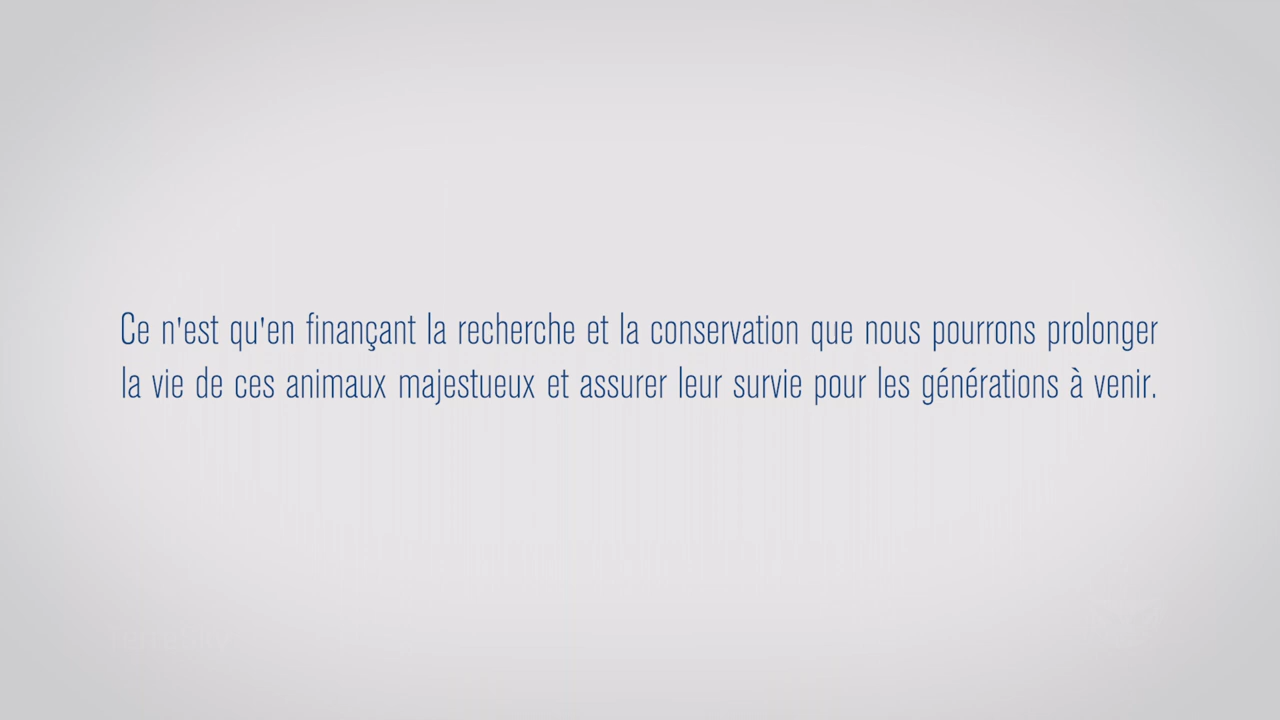 Ce n'est qu'en finançant la recherche et la conservation que nous pourrons prolonger
la vie de ces animaux majestueux et assurer leur survie pour les générations à venir.